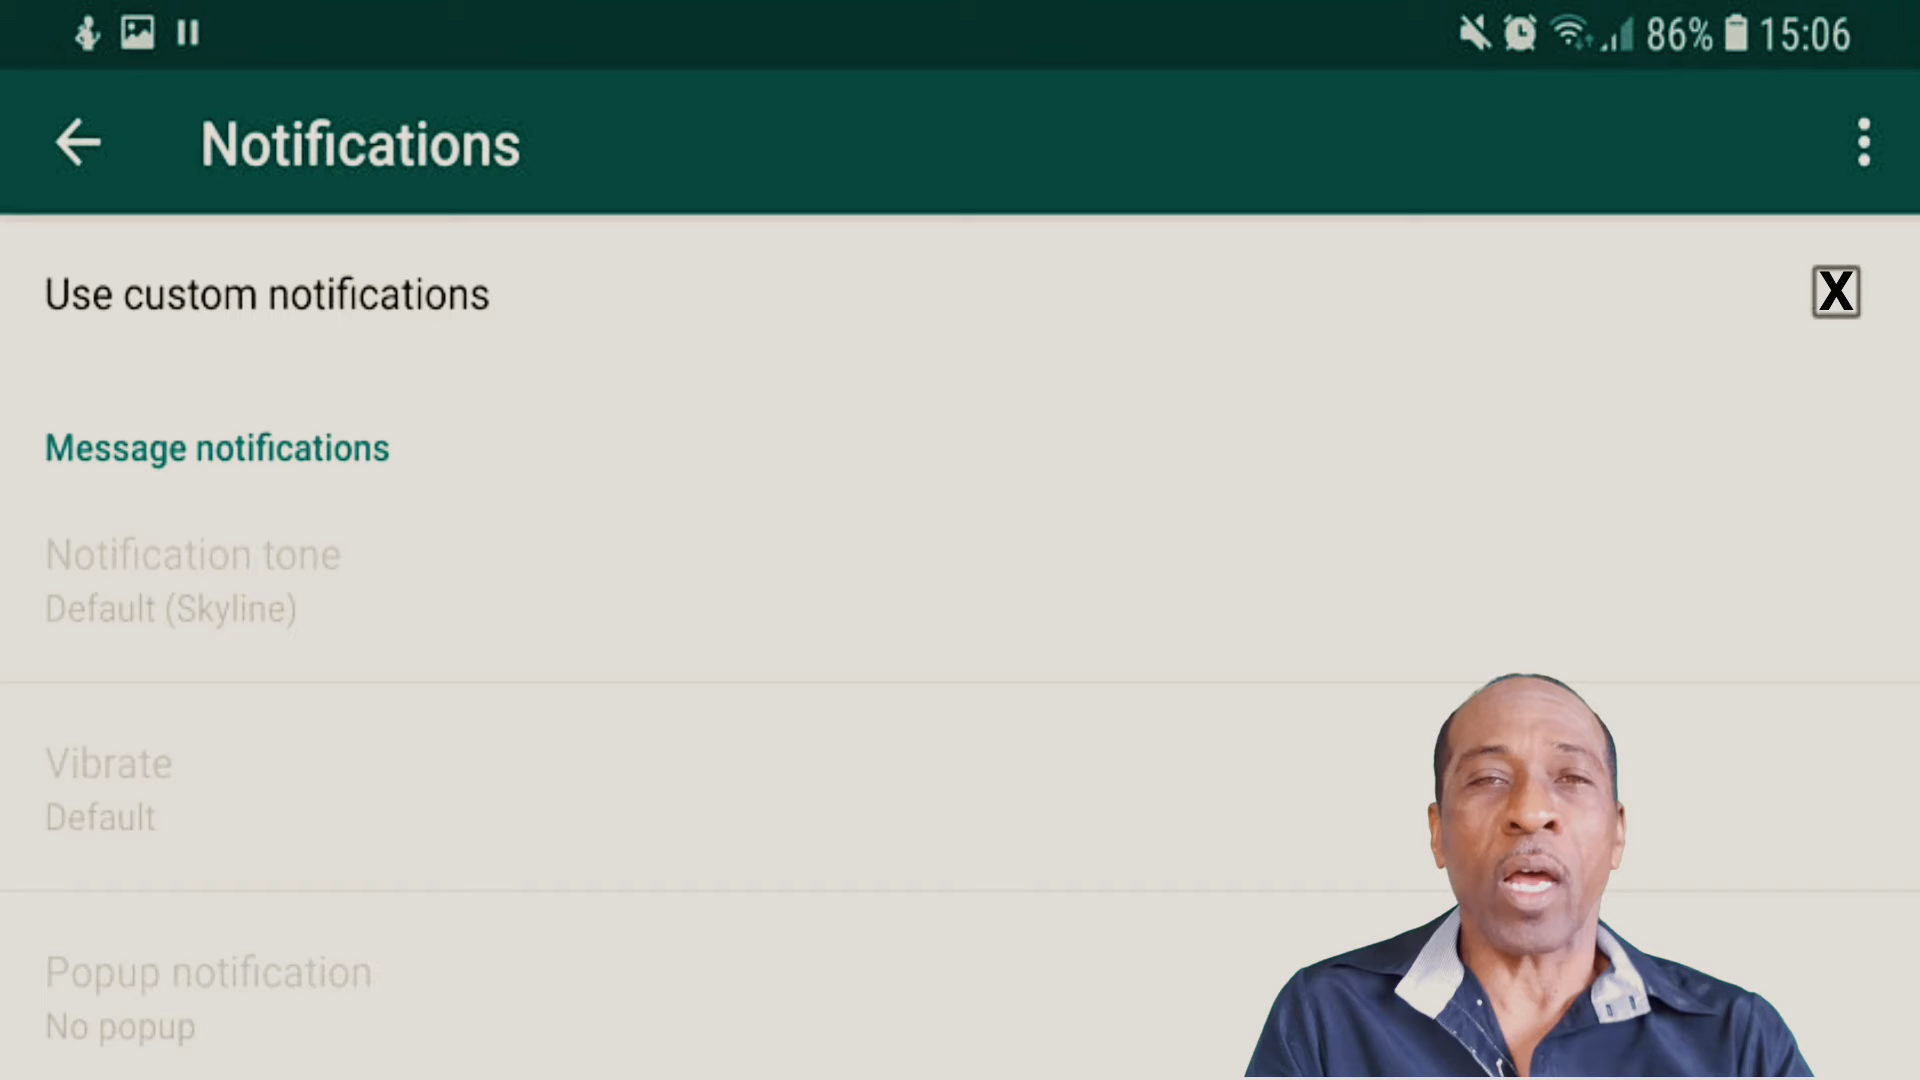 86% 15:06
Notifications
Use custom notifications X
Message notifications
Notification tone
Default (Skyline)
Vibrate
Default
Popup notification
No popup